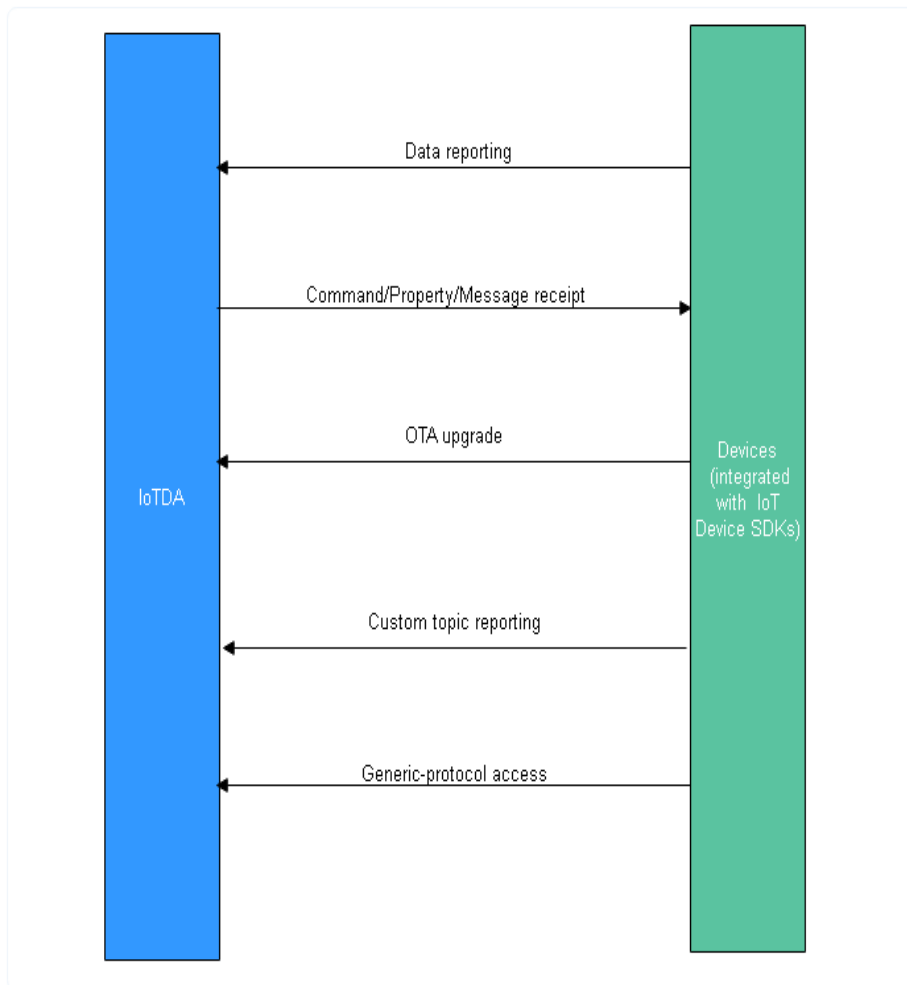 Data reporting
Command/Property/Message receipt
OTA upgrade
IoTDA
Devices
(integrated
with IoT
Device SDKs)
Custom topic reporting
Generic-protocol access